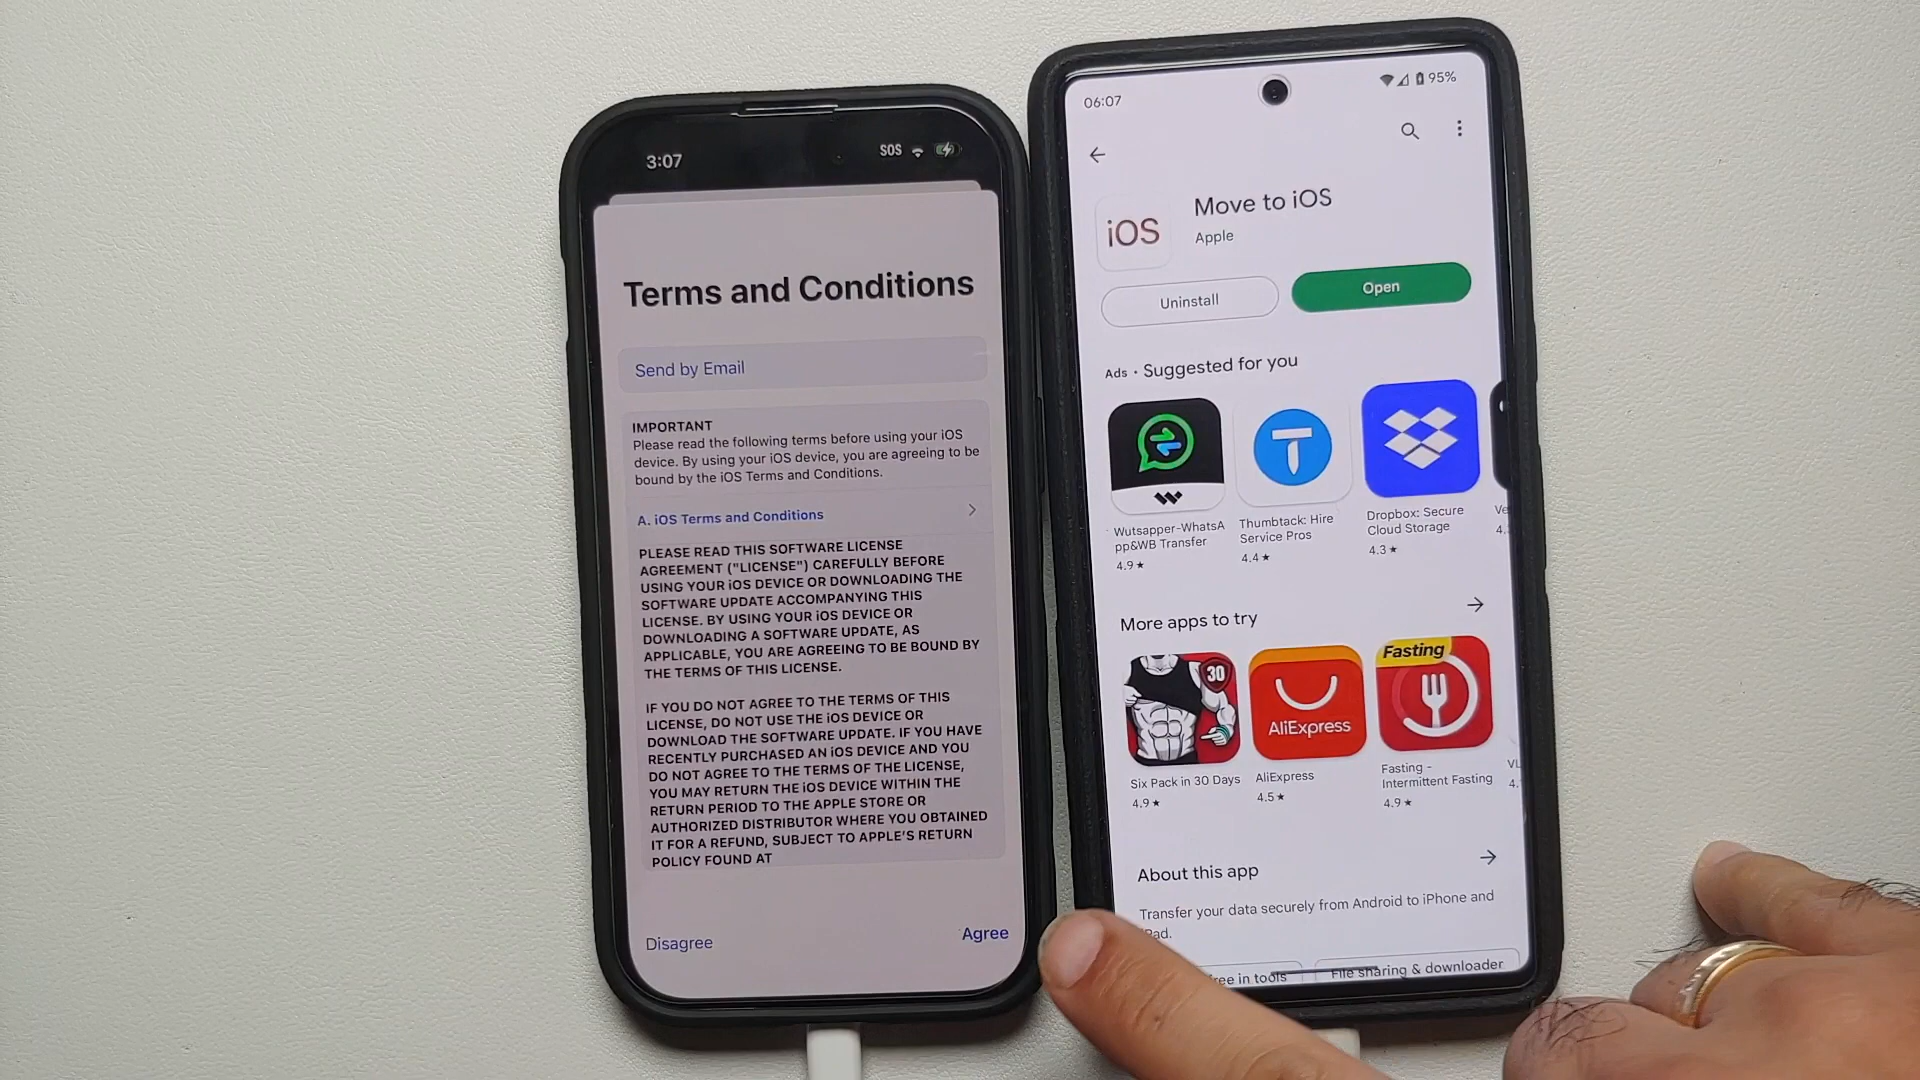 3:07
SOS
Terms and Conditions
Send by Email
IMPORTANT
Please read the following terms before using your iOS
device. By using your iOS device, you are agreeing to be
bound by the iOS Terms and Conditions.
A. iOS Terms and Conditions
PLEASE READ THIS SOFTWARE LICENSE
AGREEMENT ("LICENSE") CAREFULLY BEFORE
USING YOUR iOS DEVICE OR DOWNLOADING THE
SOFTWARE UPDATE ACCOMPANYING THIS
LICENSE. BY USING YOUR iOS DEVICE OR
DOWNLOADING A SOFTWARE UPDATE, AS
APPLICABLE, YOU ARE AGREEING TO BE BOUND BY
THE TERMS OF THIS LICENSE.
IF YOU DO NOT AGREE TO THE TERMS OF THIS
LICENSE, DO NOT USE THE iOS DEVICE OR
DOWNLOAD THE SOFTWARE UPDATE. IF YOU HAVE
RECENTLY PURCHASED AN iOS DEVICE AND YOU
DO NOT AGREE TO THE TERMS OF THE LICENSE,
YOU MAY RETURN THE iOS DEVICE WITHIN THE
RETURN PERIOD TO THE APPLE STORE OR
AUTHORIZED DISTRIBUTOR WHERE YOU OBTAINED
IT FOR A REFUND, SUBJECT TO APPLE'S RETURN
POLICY FOUND AT
Disagree
Agree
06:07
95%
iOS
Move to iOS
Apple
Uninstall
Open
Ads • Suggested for you
Wutsapper-WhatsA
pp&WB Transfer
4.9 ★
Thumbtack: Hire
Service Pros
4.4 ★
Dropbox: Secure
Cloud Storage
4.3 ★
Ve
4.
More apps to try
30
AliExpress
Fasting
Six Pack in 30 Days
4.9 ★
AliExpress
4.5 ★
Fasting -
Intermittent Fasting
4.9 ★
VL
4.
About this app
Transfer your data securely from Android to iPhone and
Pad.
ree in tools
File sharing & downloader